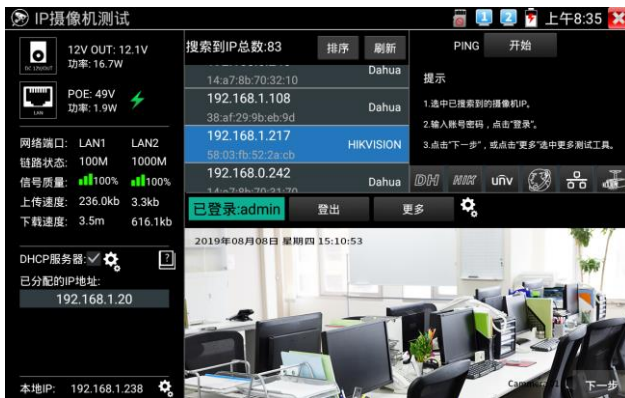 IP摄像机测试
1
2
上午8:35
DC 12V/OUT
12V OUT: 12.1V
功率: 16.7W
LAN
POE: 49V
功率: 1.9W
网络端口: LAN1 LAN2
链路状态: 100M 1000M
信号质量: 100% 100%
上传速度: 236.0kb 3.3kb
下载速度: 3.5m 616.1kb
DHCP服务器:
?
已分配的IP地址:
192.168.1.20
本地IP: 192.168.1.238
搜索到IP总数:83 排序 刷新
14:a7:8b:70:32:10 Dahua
192.168.1.108
38:af:29:9b:eb:9d Dahua
192.168.1.217
58:03:fb:52:2a:cb HIKVISION
192.168.0.242
Dahua
PING 开始
提示
1.选中已搜索到的摄像机IP。
2.输入账号密码，点击"登录"。
3.点击"下一步"，或点击"更多"选中更多测试工具。
DH HIK unv
已登录:admin 登出 更多
2019年08月08日 星期四 15:10:53
下一步